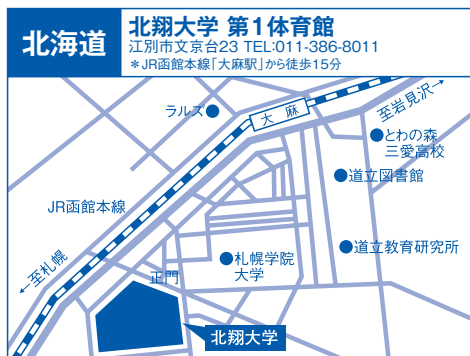 北海道
北翔大学 第1体育館
江別市文京台23 TEL:011-386-8011
＊JR函館本線「大麻駅」から徒歩15分
ラルズ
大麻
至岩見沢
とわの森
三愛高校
道立図書館
JR函館本線
道立教育研究所
札幌学院
大学
至札幌
正門
北翔大学